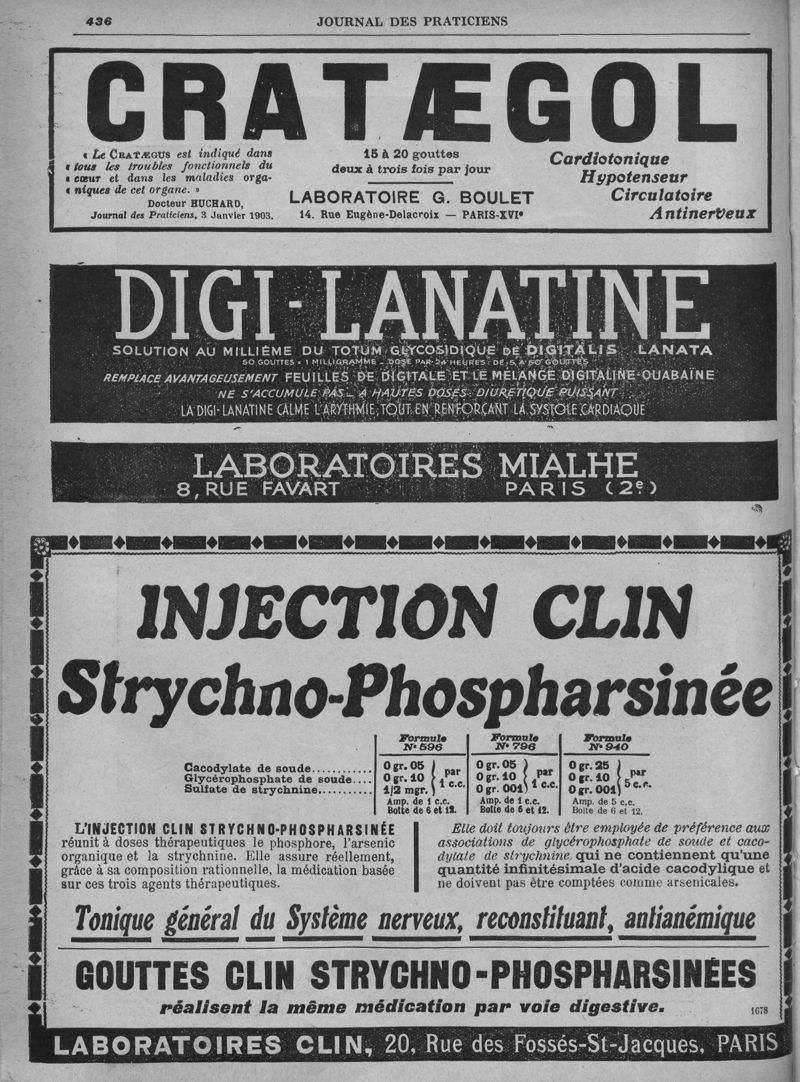 436
JOURNAL DES PRATICIENS
CRATÆGOL
« Le CRATÆGUS est indiqué dans
« tous les troubles fonctionnels du
« cœur et dans les maladies orga-
« niques de cet organe. »
Docteur HUCHARD,
Journal des Praticiens, 3 Janvier 1903.
15 à 20 gouttes
deux à trois fois par jour
LABORATOIRE G. BOULET
14. Rue Eugène-Delacroix — PARIS-XVIe
Cardiotonique
Hypotenseur
Circulatoire
Antinerveux
DIGI-LANATINE
SOLUTION AU MILLIÈME DU TOTUM GLYCOSIDIQUE DE DIGITALIS LANATA
50 GOUTTES = 1 MILLIGRAMME - DOSE PAR 24 HEURES: DE 15 A 60 GOUTTES
REMPLACE AVANTAGEUSEMENT FEUILLES DE DIGITALE ET LE MÉLANGE DIGITALINE-OUABAÏNE
NE S'ACCUMULE PAS - A HAUTES DOSES: DIURÉTIQUE PUISSANT
LA DIGI-LANATINE CALME L'ARYTHMIE, TOUT EN RENFORÇANT LA SYSTOLE CARDIAQUE
LABORATOIRES MIALHE
8, RUE FAVART PARIS (2e)
INJECTION CLIN
Strychno-Phospharsinée
Formule Nº 596 Formule Nº 796 Formule Nº 940
Cacodylate de soude............ 0 gr. 05 0 gr. 05 0 gr. 25
Glycérophosphate de soude.... 0 gr. 10 par 1 c.c. 0 gr. 10 par 1 c.c. 0 gr. 10 par 5 c.c.
Sulfate de strychnine........... 1/2 mgr. 0 gr. 001 0 gr. 001
Amp. de 1 c.c. Amp. de 1 c.c. Amp. de 5 c.c.
Boîte de 6 et 12. Boîte de 6 et 12. Boîte de 6 et 12.
L'INJECTION CLIN STRYCHNO-PHOSPHARSINÉE
réunit à doses thérapeutiques le phosphore, l'arsenic
organique et la strychnine. Elle assure réellement,
grâce à sa composition rationnelle, la médication basée
sur ces trois agents thérapeutiques.
Elle doit toujours être employée de préférence aux
associations de glycérophosphate de soude et caco-
dylate de strychnine qui ne contiennent qu'une
quantité infinitésimale d'acide cacodylique et
ne doivent pas être comptées comme arsenicales.
Tonique général du Système nerveux, reconstituant, antianémique
GOUTTES CLIN STRYCHNO-PHOSPHARSINÉES
réalisent la même médication par voie digestive.
1678
LABORATOIRES CLIN, 20, Rue des Fossés-St-Jacques, PARIS